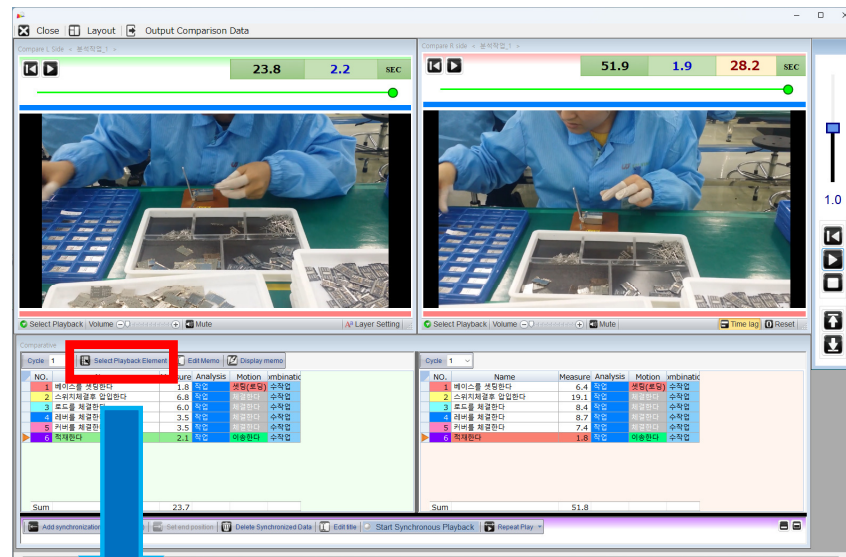 Close Layout Output Comparison Data
Compare L Side 분석작업_1
Compare R side 분석작업_1
23.8 2.2 SEC
51.9 1.9 28.2 SEC
1.0
Select Playback Volume Mute Layer Setting
Select Playback Volume Mute Time lag Reset
Comparative
Cycle 1 Select Playback Element Edit Memo Display memo
Cycle 1
NO. Measure Analysis Motion
1 베이스를 셋팅한다 1.8 작업 셋팅(로딩) 수작업
2 스위치체결후 압입한다 6.8 작업 체결한다 수작업
3 로드를 체결한다 6.0 작업 체결한다 수작업
4 레버를 체결한다 3.5 작업 체결한다 수작업
5 커버를 체결한다 3.5 작업 체결한다 수작업
6 적재한다 2.1 작업 이송한다 수작업
Sum 23.7
NO. Name Measure Analysis Motion
1 베이스를 셋팅한다 6.4 작업 셋팅(로딩) 수작업
2 스위치체결후 압입한다 19.1 작업 체결한다 수작업
3 로드를 체결한다 8.4 작업 체결한다 수작업
4 레버를 체결한다 8.7 작업 체결한다 수작업
5 커버를 체결한다 7.4 작업 체결한다 수작업
6 적재한다 1.8 작업 이송한다 수작업
Sum 51.8
Add synchronization Set end position Delete Synchronized Data Edit title Start Synchronous Playback Repeat Play